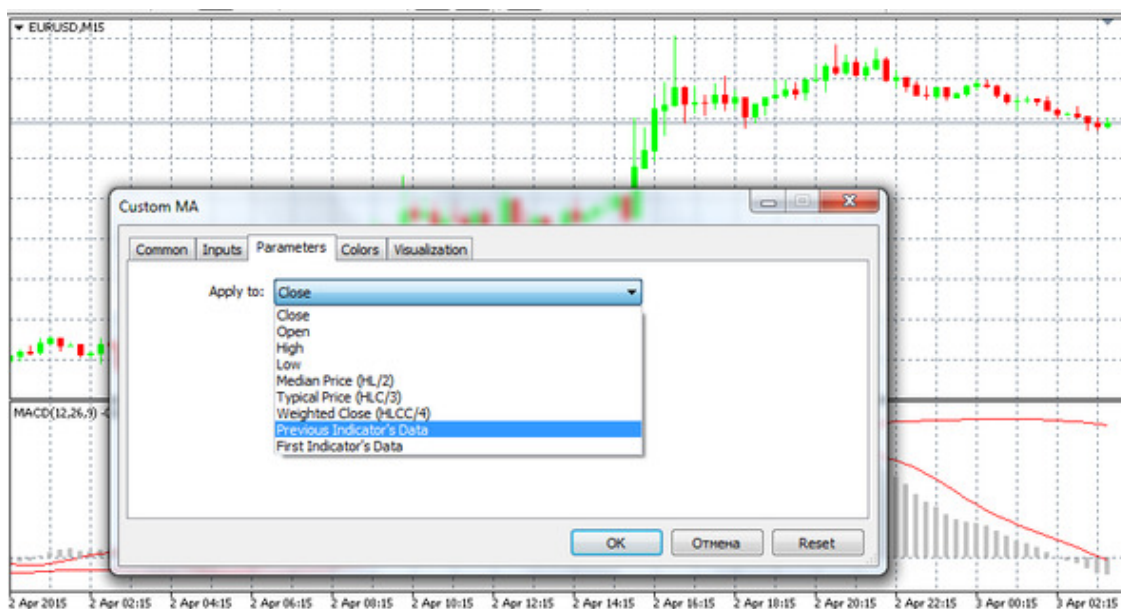 EURUSD,M15
Custom MA
Common Inputs Parameters Colors Visualization
Apply to: Close
Close
Open
High
Low
Median Price (HL/2)
Typical Price (HLC/3)
Weighted Close (HLCC/4)
Previous Indicator's Data
First Indicator's Data
MACD(12,26,9)
OK Отмена Reset
2 Apr 2015 2 Apr 02:15 2 Apr 04:15 2 Apr 06:15 2 Apr 08:15 2 Apr 10:15 2 Apr 12:15 2 Apr 14:15 2 Apr 16:15 2 Apr 18:15 2 Apr 20:15 2 Apr 22:15 3 Apr 00:15 3 Apr 02:15